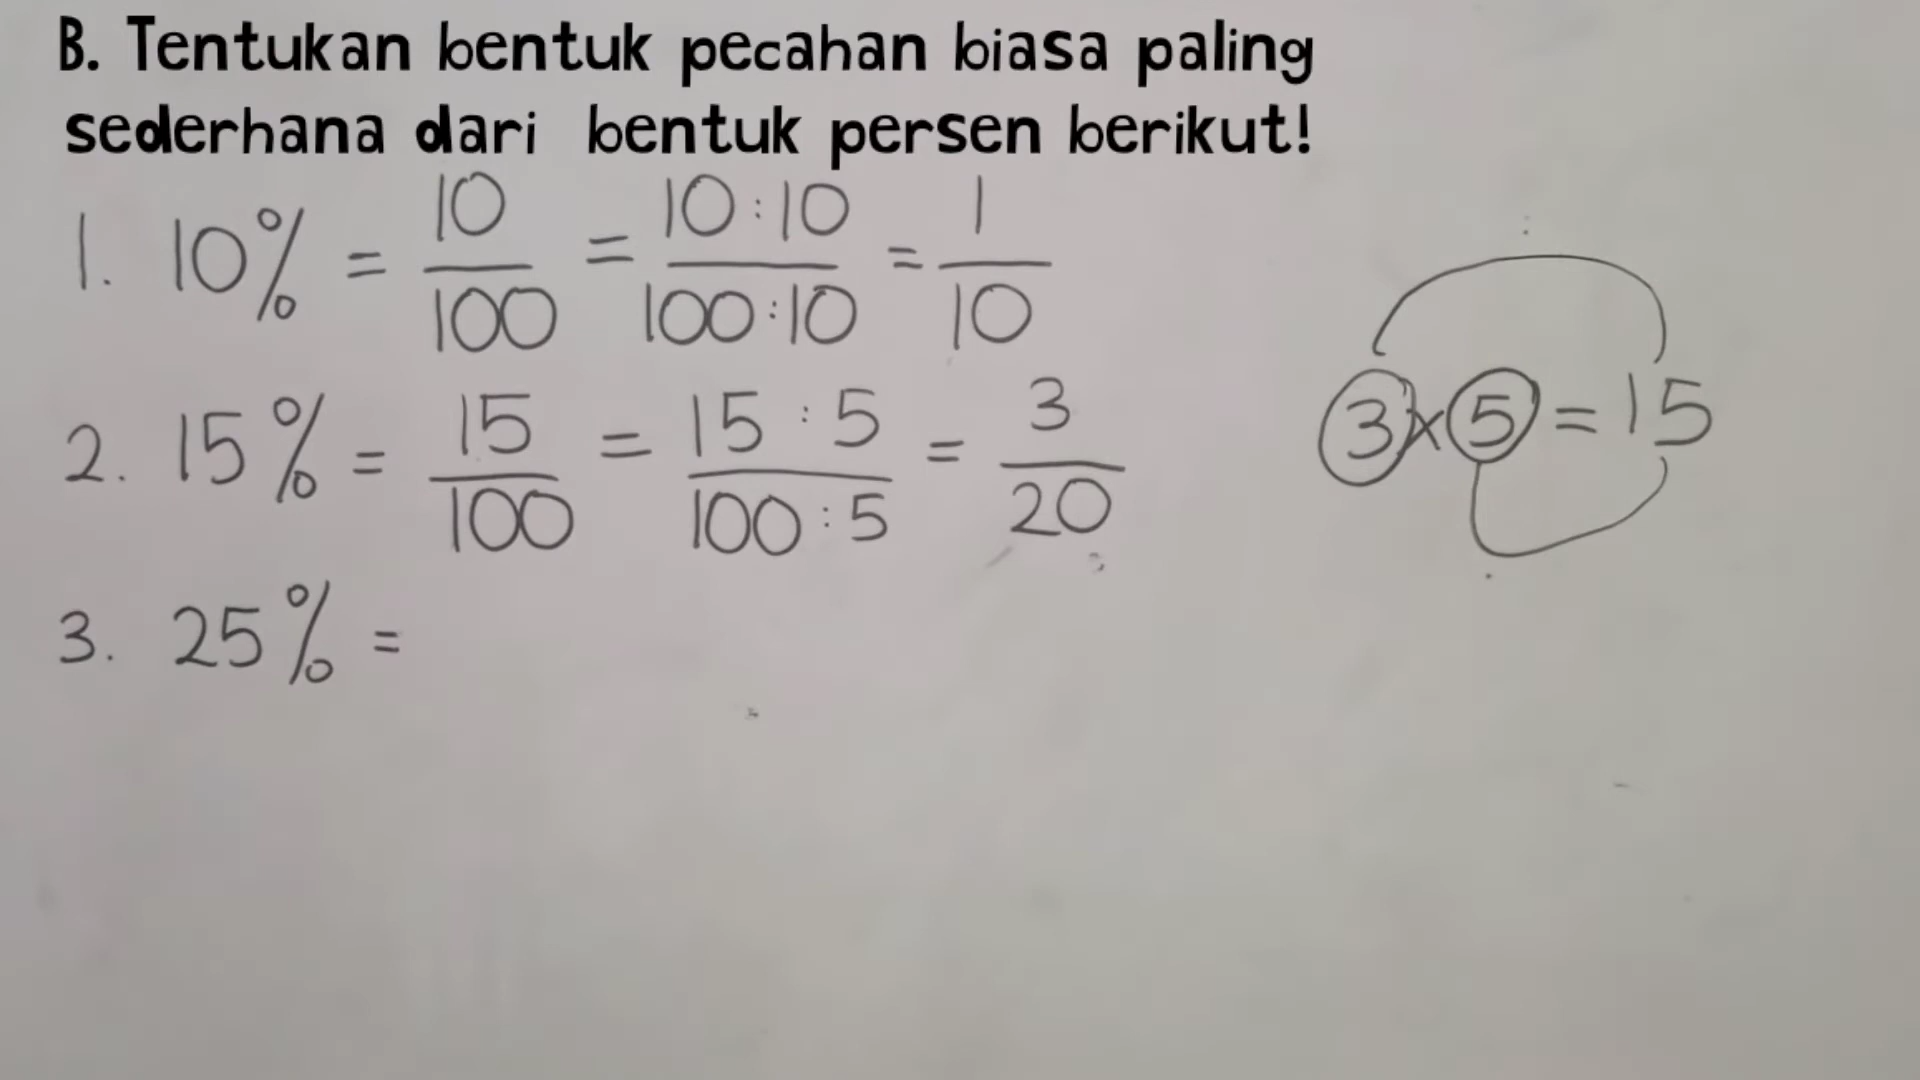 B. Tentukan bentuk pecahan biasa paling
sederhana dari bentuk persen berikut!
1. 10% = 10/100 = 10:10/100:10 = 1/10
2. 15% = 15/100 = 15:5/100:5 = 3/20
3 x 5 = 15
3. 25% =